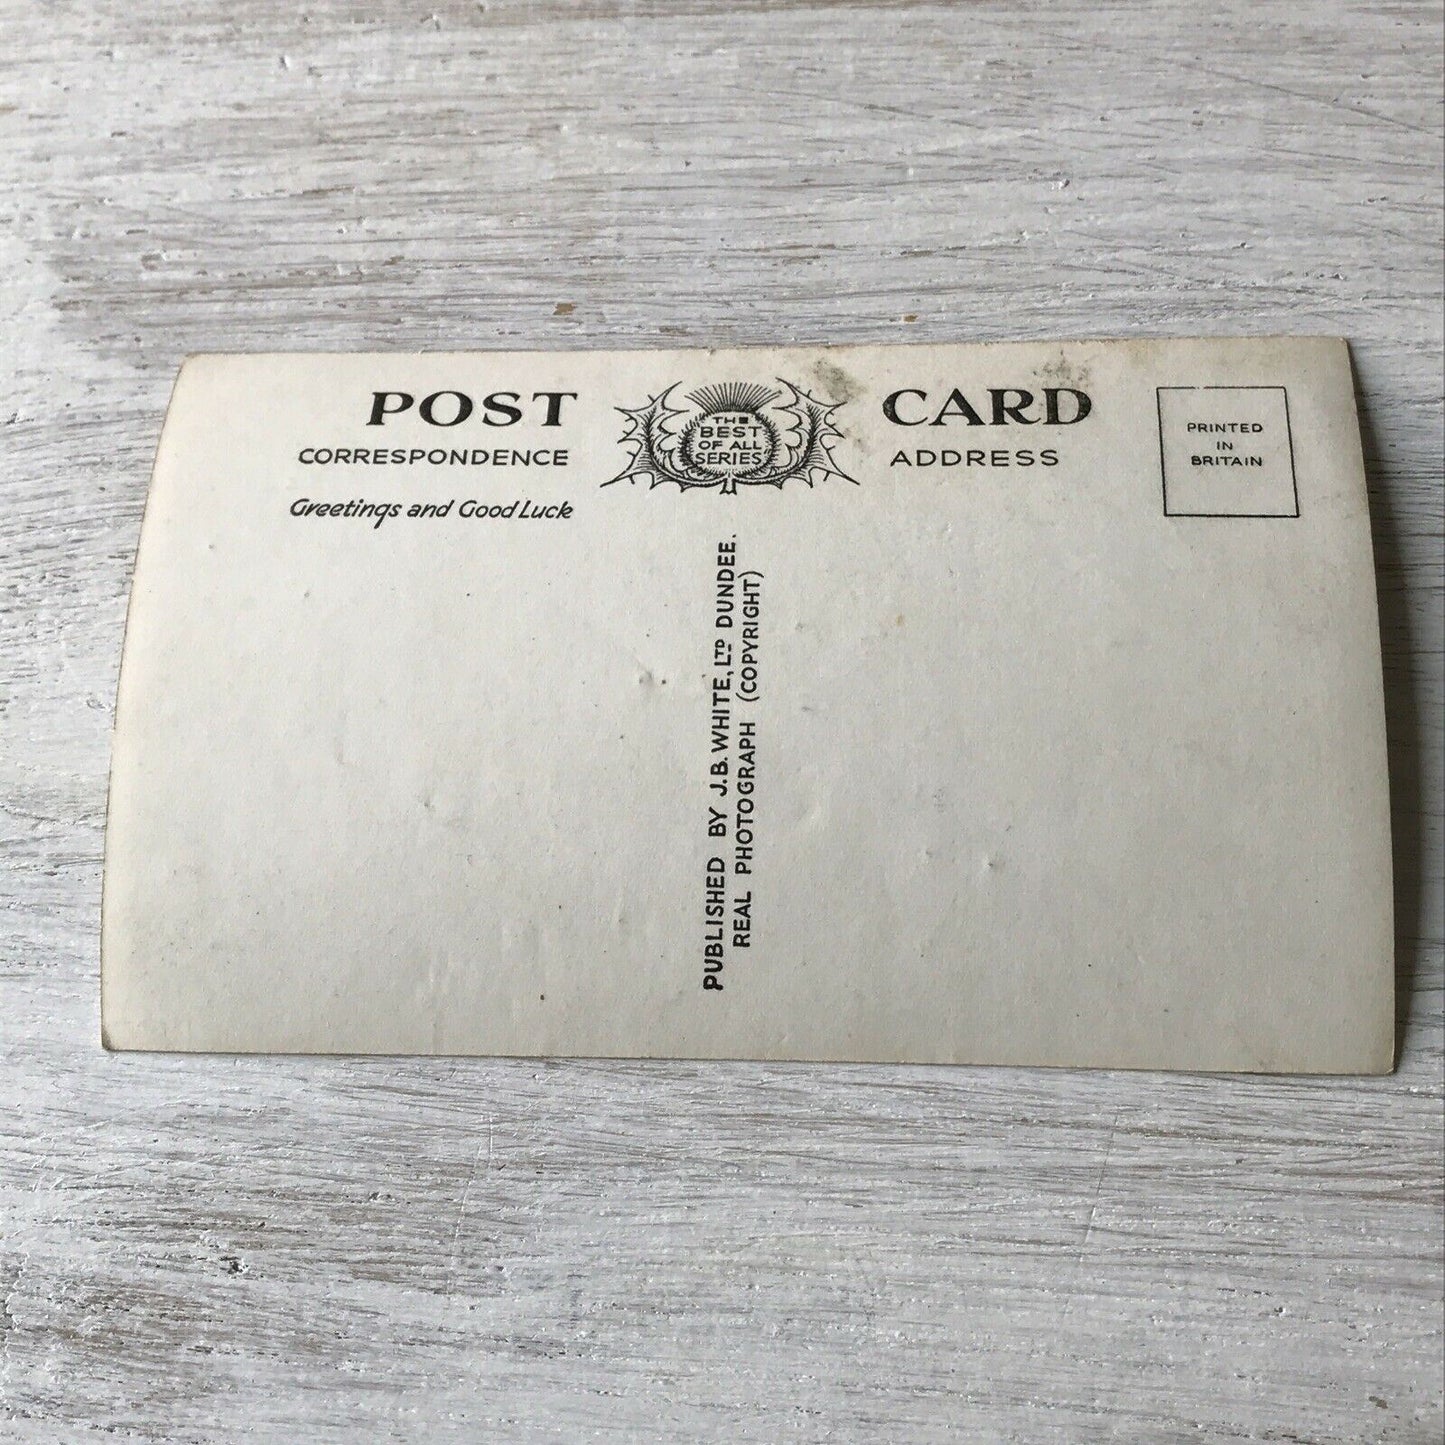 POST CARD
THE
BEST
OF ALL
SERIES
CORRESPONDENCE
ADDRESS
Greetings and Good Luck
PRINTED
IN
BRITAIN
PUBLISHED BY J.B. WHITE, LTD DUNDEE.
REAL PHOTOGRAPH (COPYRIGHT)